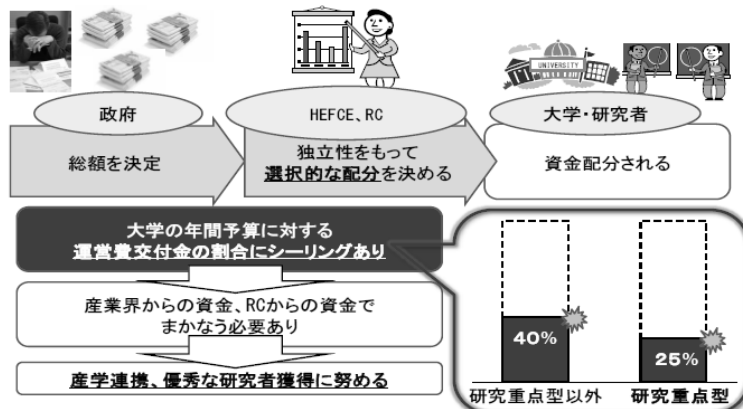 UNIVERSITY
政府
HEFCE、RC
大学・研究者
総額を決定
独立性をもって
選択的な配分を決める
資金配分される
大学の年間予算に対する
運営費交付金の割合にシーリングあり
産業界からの資金、RCからの資金で
まかなう必要あり
産学連携、優秀な研究者獲得に努める
40%
25%
研究重点型以外
研究重点型